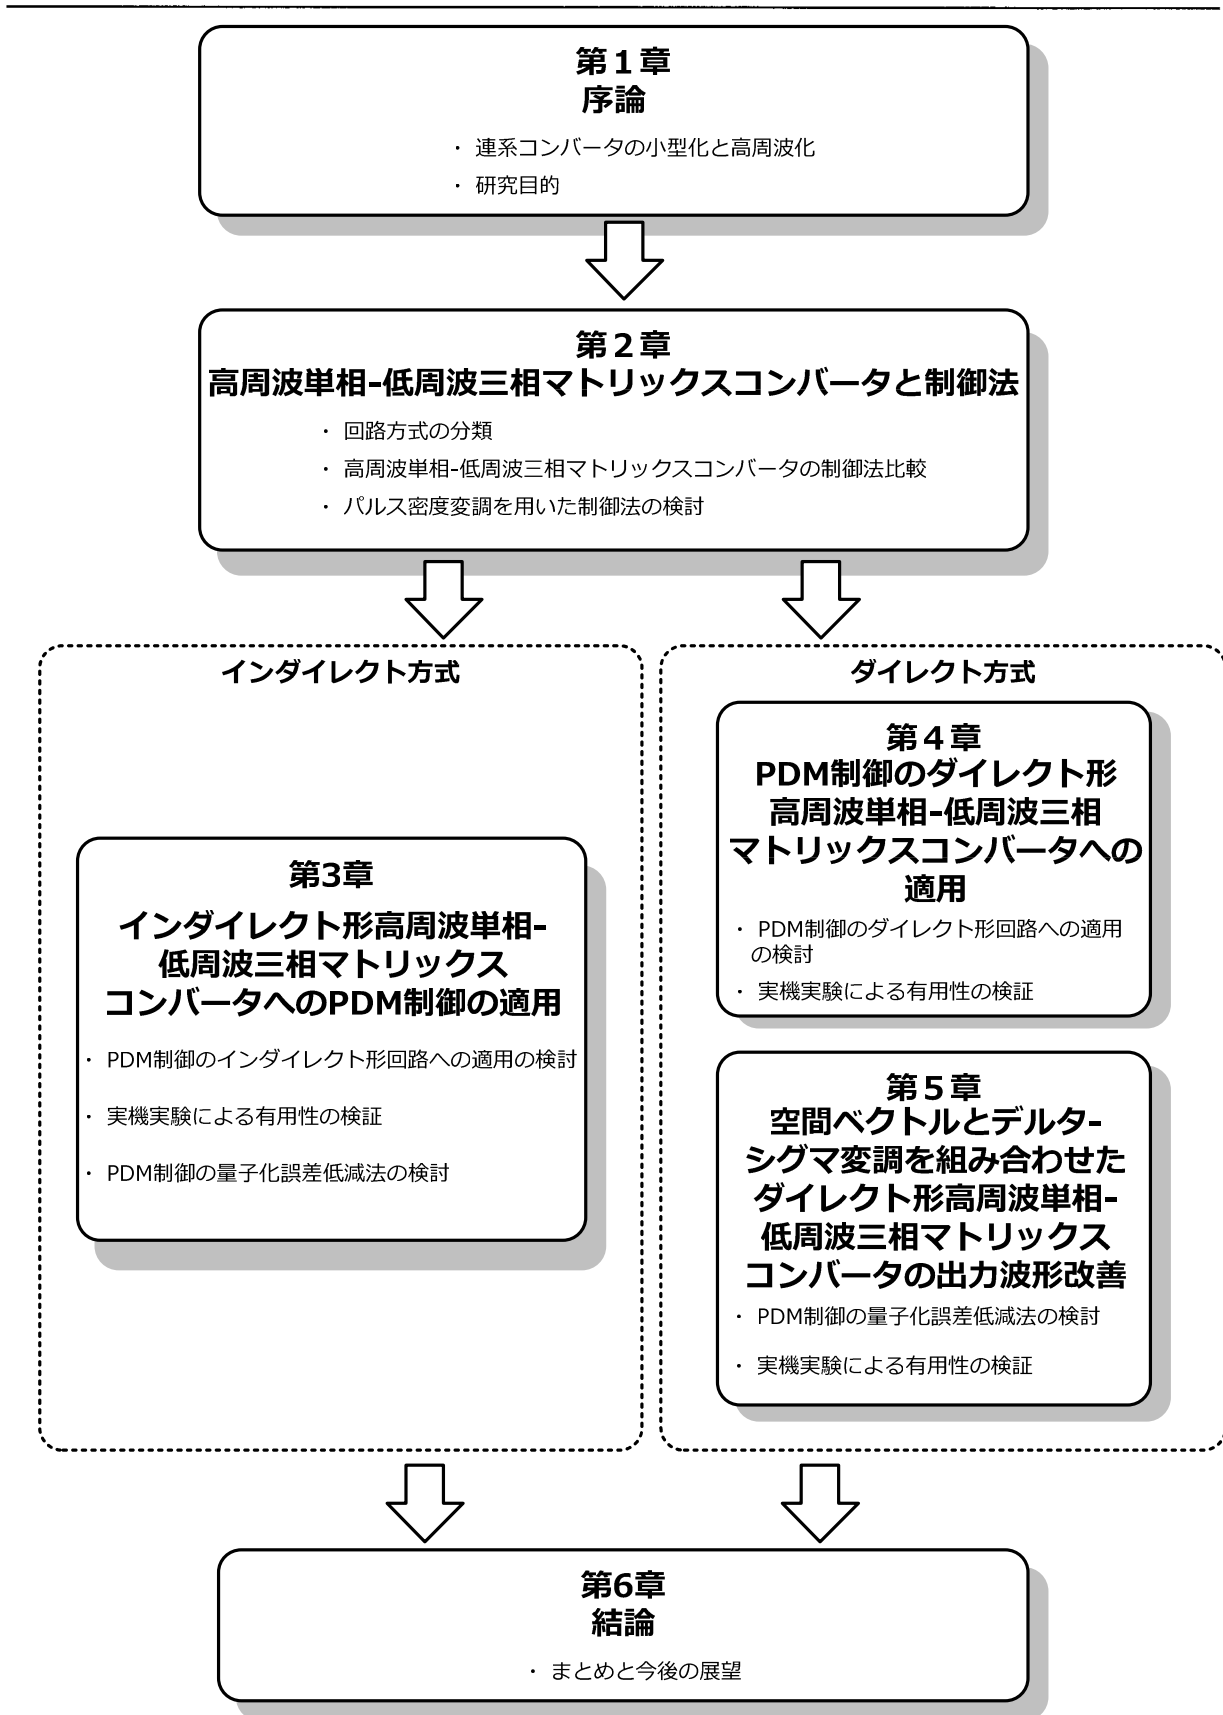 第１章
序論
・ 連系コンバータの小型化と高周波化
・ 研究目的
第２章
高周波単相-低周波三相マトリックスコンバータと制御法
・ 回路方式の分類
・ 高周波単相-低周波三相マトリックスコンバータの制御法比較
・ パルス密度変調を用いた制御法の検討
インダイレクト方式
第3章
インダイレクト形高周波単相-
低周波三相マトリックス
コンバータへのPDM制御の適用
・ PDM制御のインダイレクト形回路への適用の検討
・ 実機実験による有用性の検証
・ PDM制御の量子化誤差低減法の検討
ダイレクト方式
第４章
PDM制御のダイレクト形
高周波単相-低周波三相
マトリックスコンバータへの
適用
・ PDM制御のダイレクト形回路への適用
の検討
・ 実機実験による有用性の検証
第５章
空間ベクトルとデルタ-
シグマ変調を組み合わせた
ダイレクト形高周波単相-
低周波三相マトリックス
コンバータの出力波形改善
・ PDM制御の量子化誤差低減法の検討
・ 実機実験による有用性の検証
第6章
結論
・ まとめと今後の展望